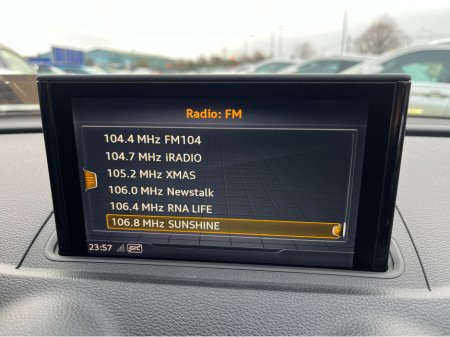 Radio: FM
104.4 MHz FM104
104.7 MHz iRADIO
105.2 MHz XMAS
106.0 MHz Newstalk
106.4 MHz RNA LIFE
106.8 MHz SUNSHINE
23:57